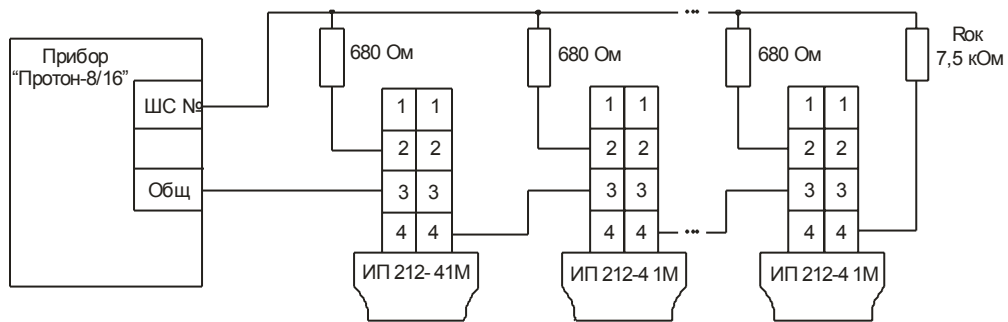 Прибор
“Протон-8/16”
ШС №
Общ
680 Ом
680 Ом
680 Ом
Rок
7,5 кОм
1 1
2 2
3 3
4 4
ИП 212- 41М
1 1
2 2
3 3
4 4
ИП 212-4 1М
1 1
2 2
3 3
4 4
ИП 212-4 1М